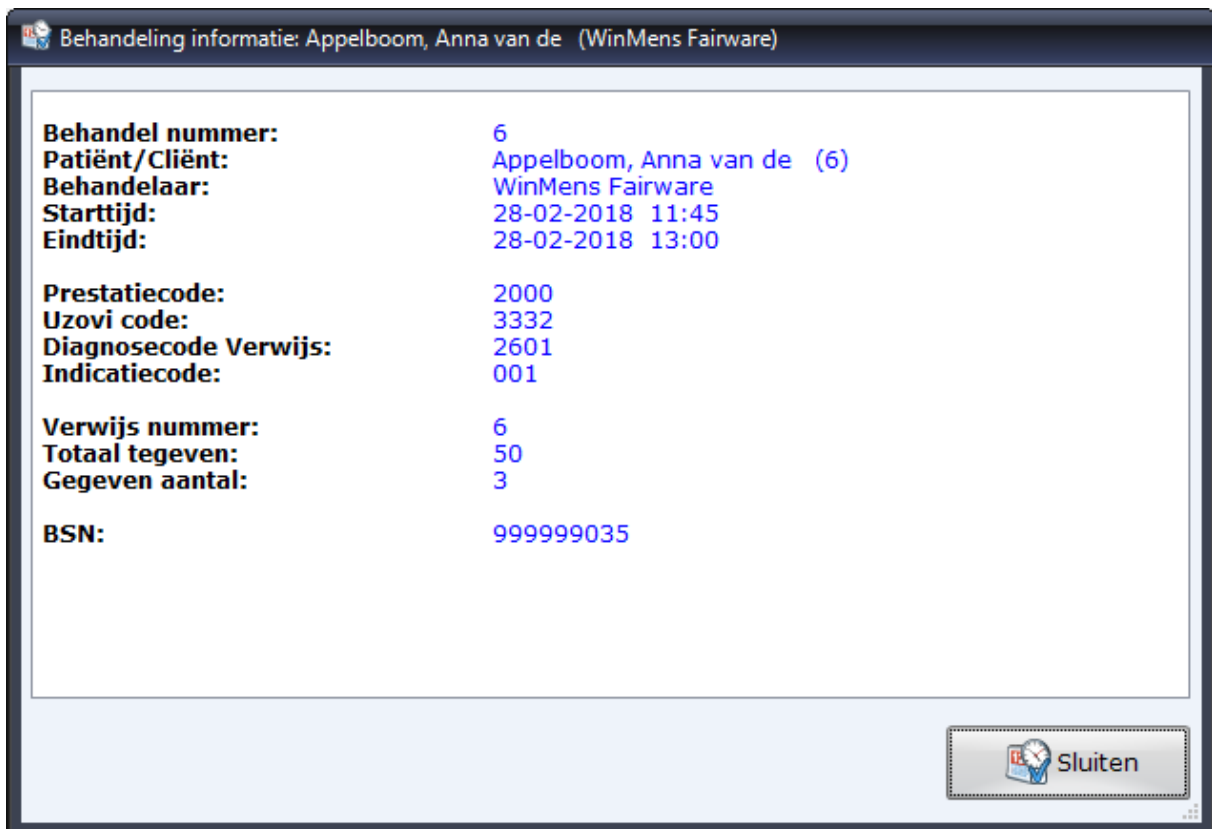 Behandeling informatie: Appelboom, Anna van de (WinMens Fairware)
Behandel nummer: 6
Patiënt/Cliënt: Appelboom, Anna van de (6)
Behandelaar: WinMens Fairware
Starttijd: 28-02-2018 11:45
Eindtijd: 28-02-2018 13:00
Prestatiecode: 2000
Uzovi code: 3332
Diagnosecode Verwijs: 2601
Indicatiecode: 001
Verwijs nummer: 6
Totaal tegeven: 50
Gegeven aantal: 3
BSN: 999999035
Sluiten